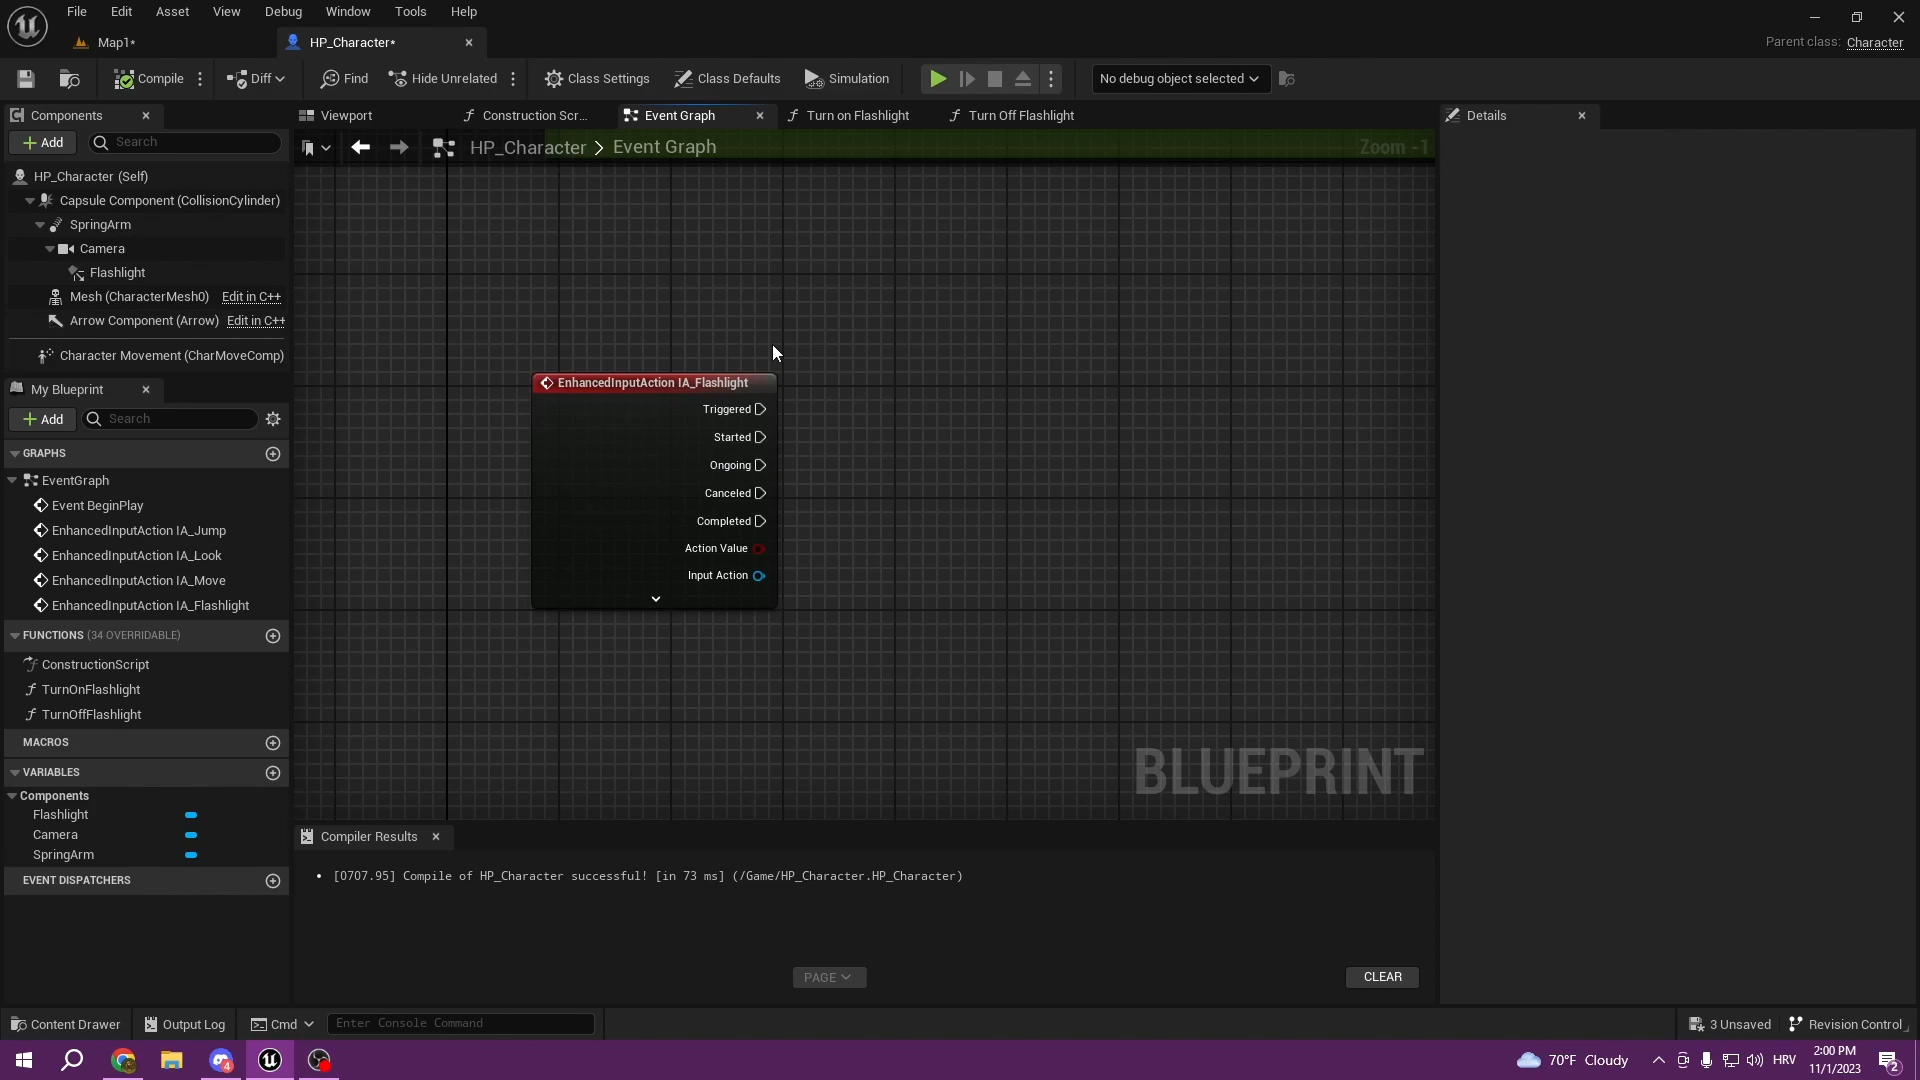 File Edit Asset View Debug Window Tools Help
Map1*
HP_Character*
Parent class: Character
Compile
Diff
Find
Hide Unrelated
Class Settings
Class Defaults
Simulation
No debug object selected
Components
Viewport
Construction Scr...
Event Graph
Turn on Flashlight
Turn Off Flashlight
Details
Add
Search
HP_Character > Event Graph
Zoom -1
HP_Character (Self)
Capsule Component (CollisionCylinder)
SpringArm
Camera
Flashlight
Mesh (CharacterMesh0) Edit in C++
Arrow Component (Arrow) Edit in C++
Character Movement (CharMoveComp)
My Blueprint
Add
Search
GRAPHS
EventGraph
Event BeginPlay
EnhancedInputAction IA_Jump
EnhancedInputAction IA_Look
EnhancedInputAction IA_Move
EnhancedInputAction IA_Flashlight
FUNCTIONS (34 OVERRIDABLE)
ConstructionScript
TurnOnFlashlight
TurnOffFlashlight
MACROS
VARIABLES
Components
Flashlight
Camera
SpringArm
EVENT DISPATCHERS
EnhancedInputAction IA_Flashlight
Triggered
Started
Ongoing
Canceled
Completed
Action Value
Input Action
BLUEPRINT
Compiler Results
• [0707.95] Compile of HP_Character successful! [in 73 ms] (/Game/HP_Character.HP_Character)
PAGE
CLEAR
Content Drawer
Output Log
Cmd
Enter Console Command
3 Unsaved
Revision Control
4
70°F Cloudy
HRV
2:00 PM
11/1/2023
2